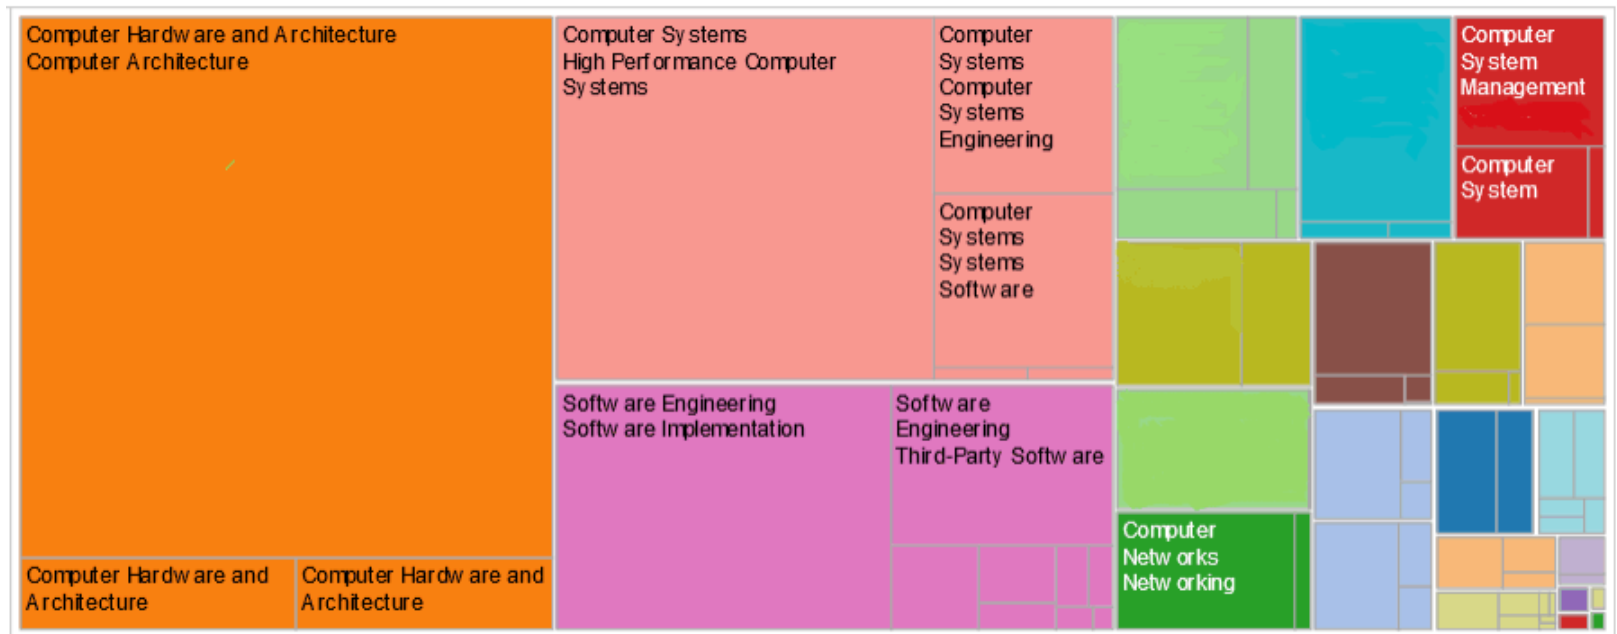 Computer Hardware and Architecture
Computer Architecture
Computer Hardware and
Architecture
Computer Hardware and
Architecture
Computer Systems
High Performance Computer
Systems
Computer
Systems
Computer
Systems
Engineering
Computer
Systems
Systems
Software
Software Engineering
Software Implementation
Software
Engineering
Third-Party Software
Computer
System
Management
Computer
System
Computer
Networks
Networking